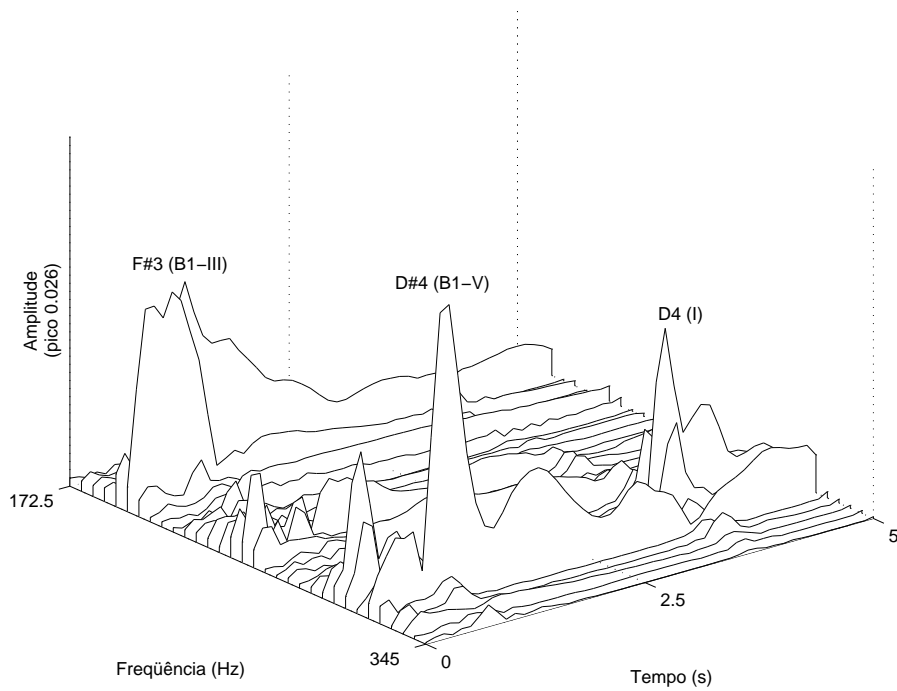 F#3 (B1−III)
D#4 (B1−V)
D4 (I)
Amplitude
(pico 0.026)
172.5
345
0
2.5
5
Freqüência (Hz)
Tempo (s)